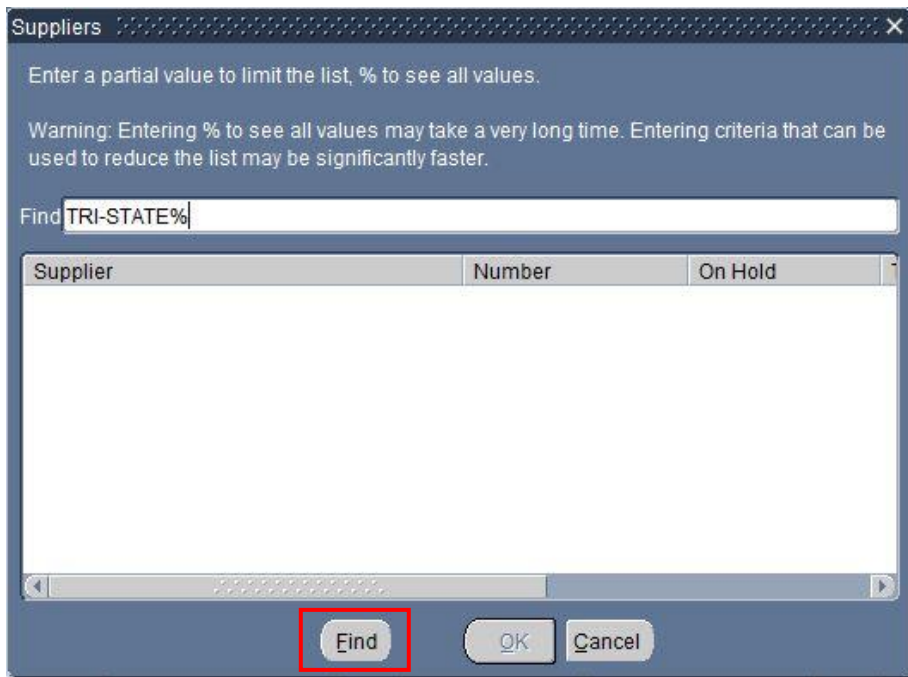 Suppliers
Enter a partial value to limit the list, % to see all values.
Warning: Entering % to see all values may take a very long time. Entering criteria that can be
used to reduce the list may be significantly faster.
Find TRI-STATE%
Supplier Number On Hold
Find OK Cancel